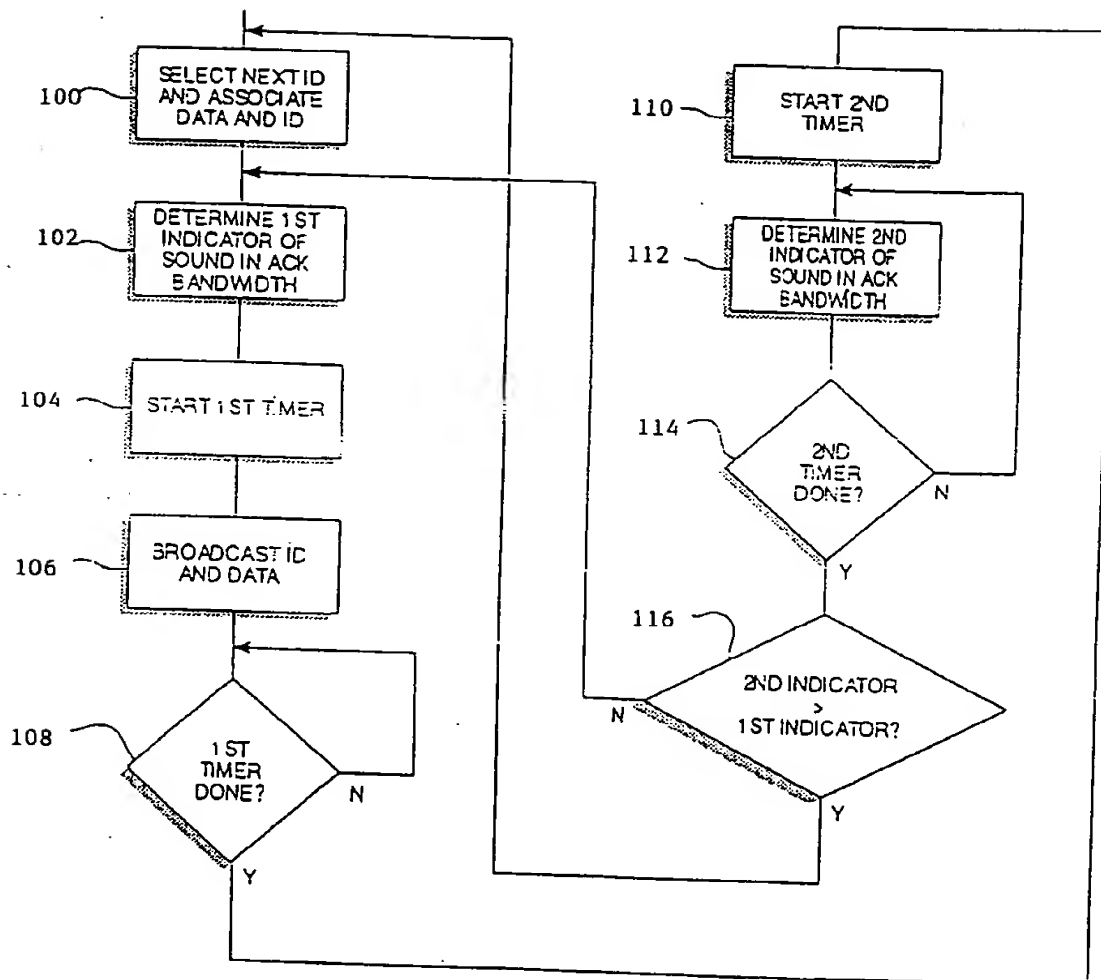 100
SELECT NEXT ID
AND ASSOCIATE
DATA AND ID
102
DETERMINE 1ST
INDICATOR OF
SOUND IN ACK
BANDWIDTH
104
START 1ST TIMER
106
BROADCAST ID
AND DATA
108
1ST
TIMER
DONE?
N
Y
110
START 2ND
TIMER
112
DETERMINE 2ND
INDICATOR OF
SOUND IN ACK
BANDWIDTH
114
2ND
TIMER
DONE?
N
Y
116
2ND INDICATOR
>
1ST INDICATOR?
N
Y